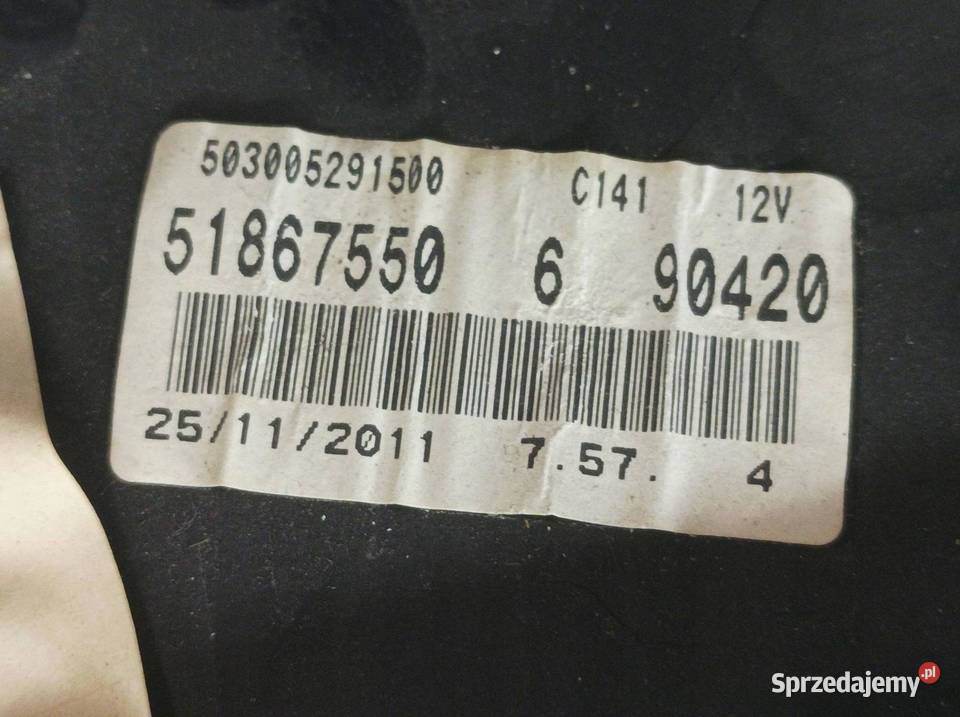 503005291500 C141 12V
51867550 6 90420
25/11/2011 7.57. 4
Sprzedajemy.pl